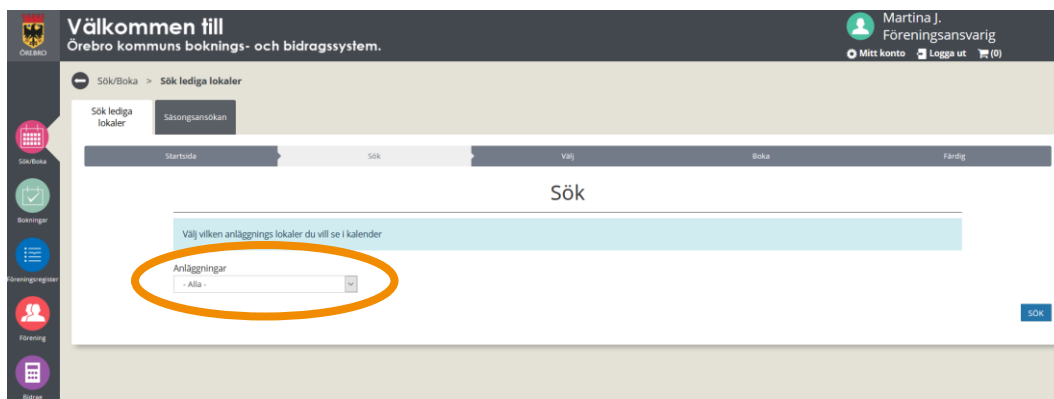 ÖREBRO
Välkommen till
Örebro kommuns boknings- och bidragssystem.
Martina J.
Föreningsansvarig
Mitt konto Logga ut (0)
Sök/Boka > Sök lediga lokaler
Sök lediga
lokaler
Säsongsansökan
Startsida Sök Välj Boka Färdig
Sök
Välj vilken anläggnings lokaler du vill se i kalender
Anläggningar
- Alla -
SÖK
Sök/Boka
Bokningar
Föreningsregister
Förening
Bidrag